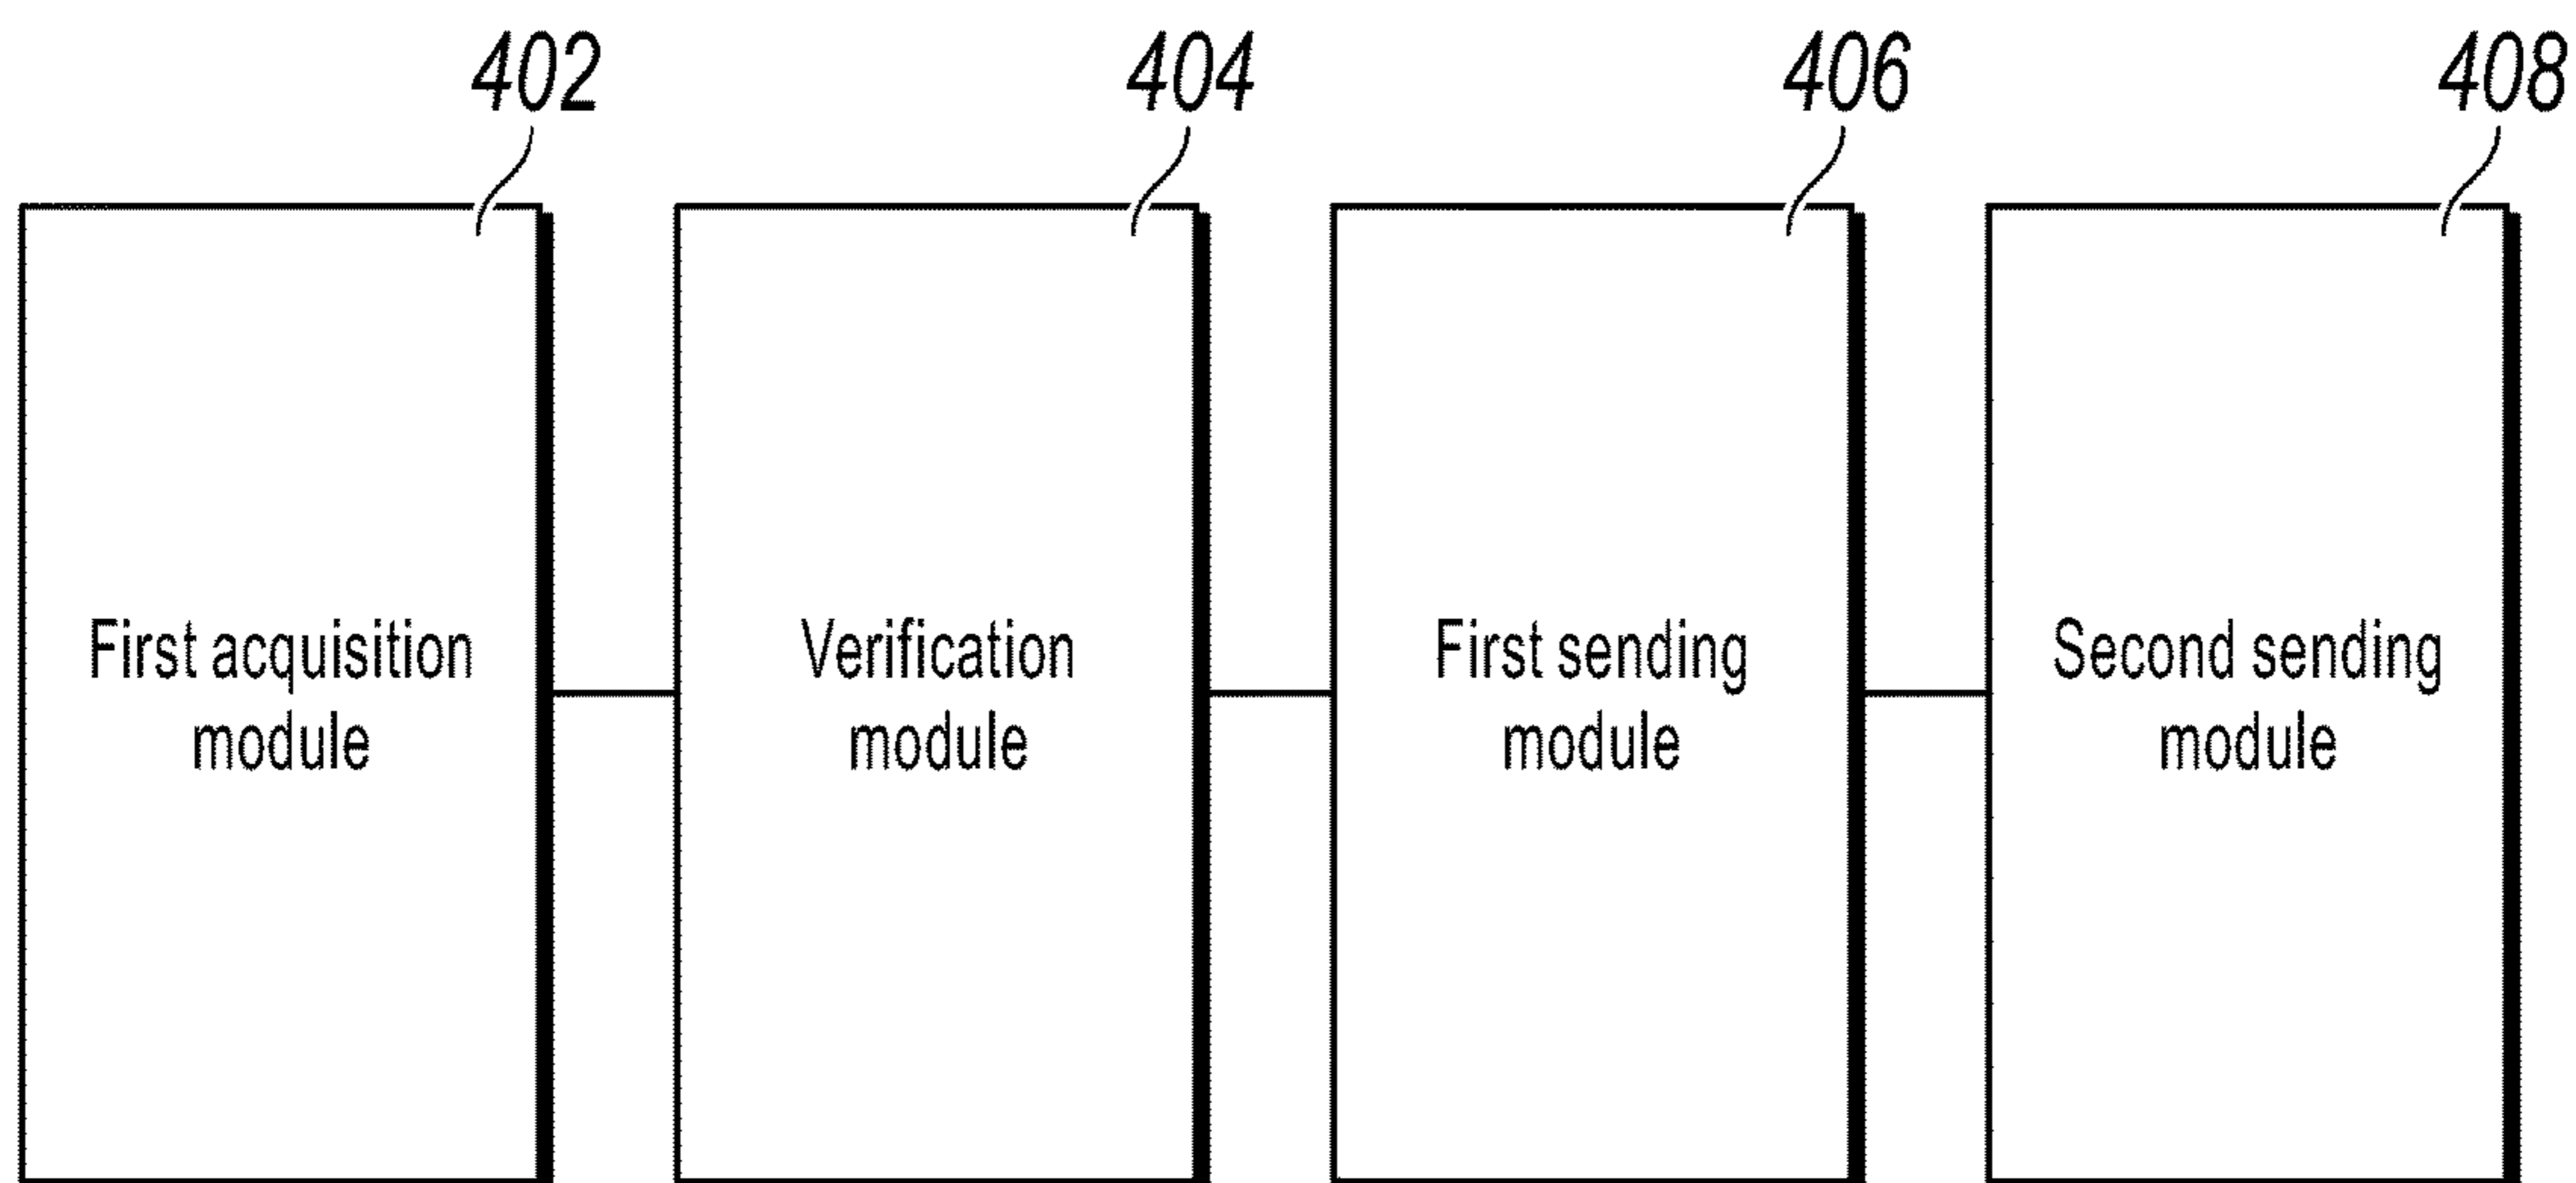 402
404
406
408
First acquisition
module
Verification
module
First sending
module
Second sending
module